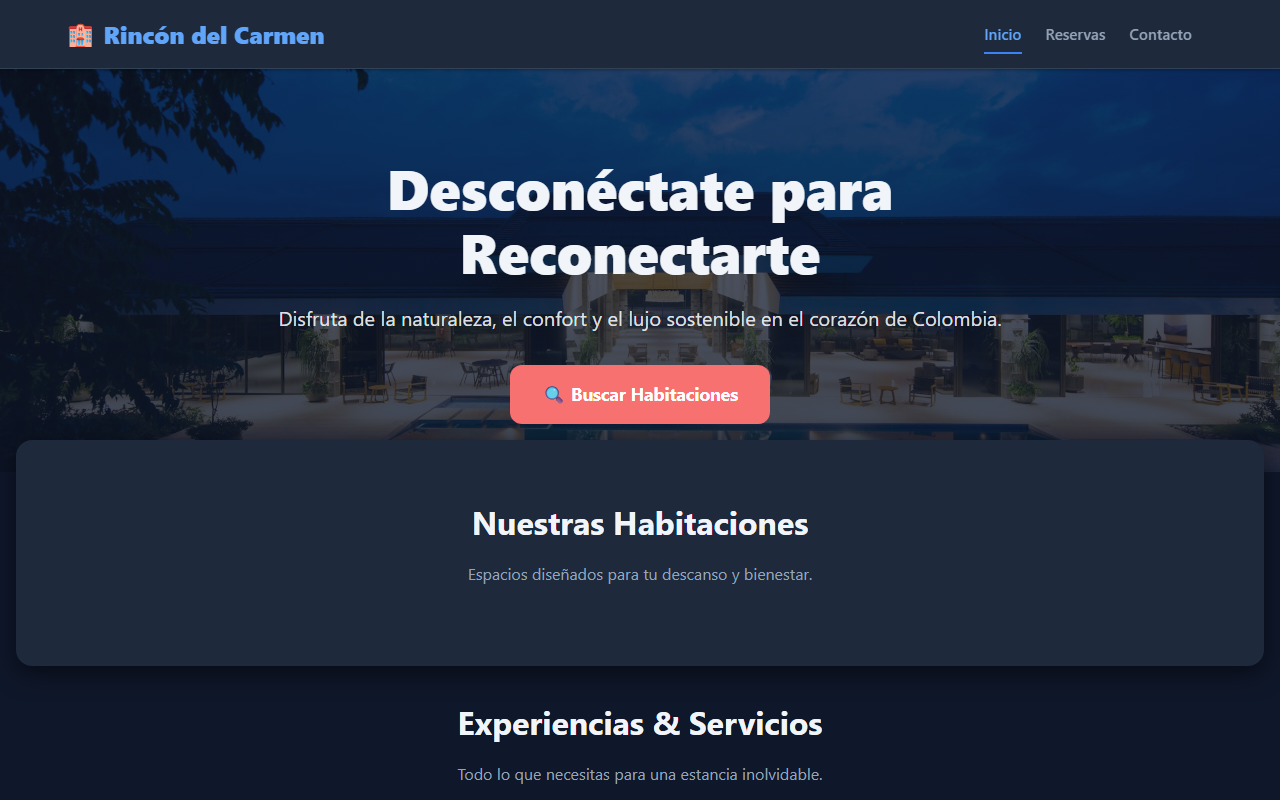 🏨 Rincón del Carmen
Inicio Reservas Contacto
Desconéctate para
Reconectarte
Disfruta de la naturaleza, el confort y el lujo sostenible en el corazón de Colombia.
🔍 Buscar Habitaciones
Nuestras Habitaciones
Espacios diseñados para tu descanso y bienestar.
Experiencias & Servicios
Todo lo que necesitas para una estancia inolvidable.